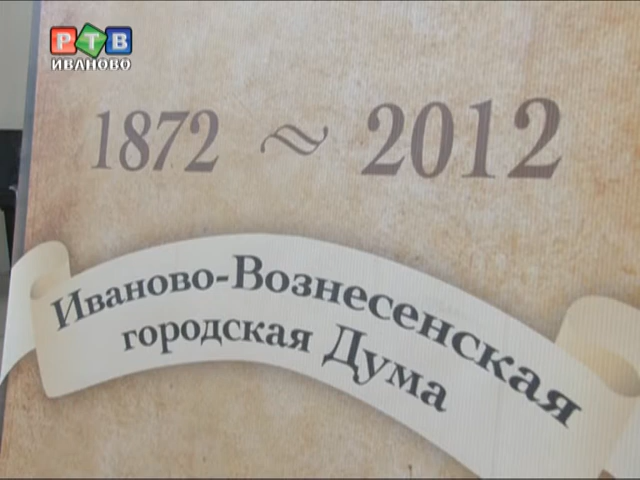 РТВ
ИВАНОВО
1872 ~ 2012
Иваново-Вознесенская
городская Дума